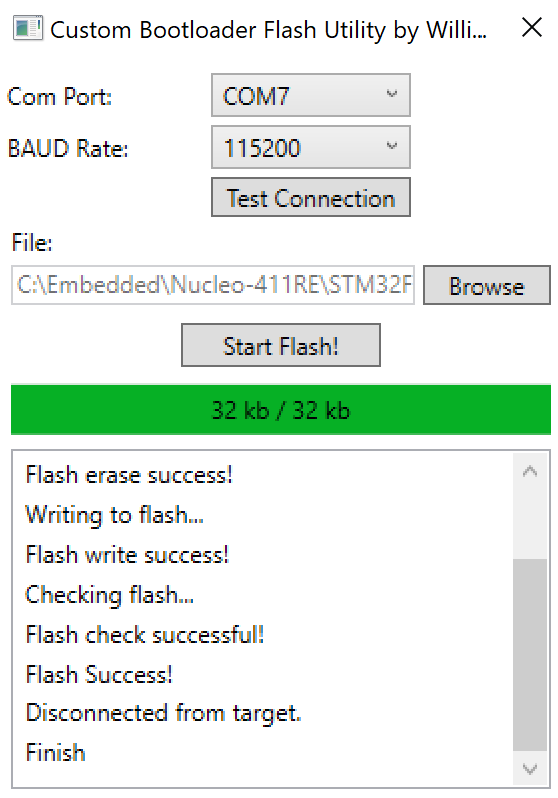 Custom Bootloader Flash Utility by Willi...
Com Port: COM7
BAUD Rate: 115200
Test Connection
File:
C:\Embedded\Nucleo-411RE\STM32F Browse
Start Flash!
32 kb / 32 kb
Flash erase success!
Writing to flash...
Flash write success!
Checking flash...
Flash check successful!
Flash Success!
Disconnected from target.
Finish